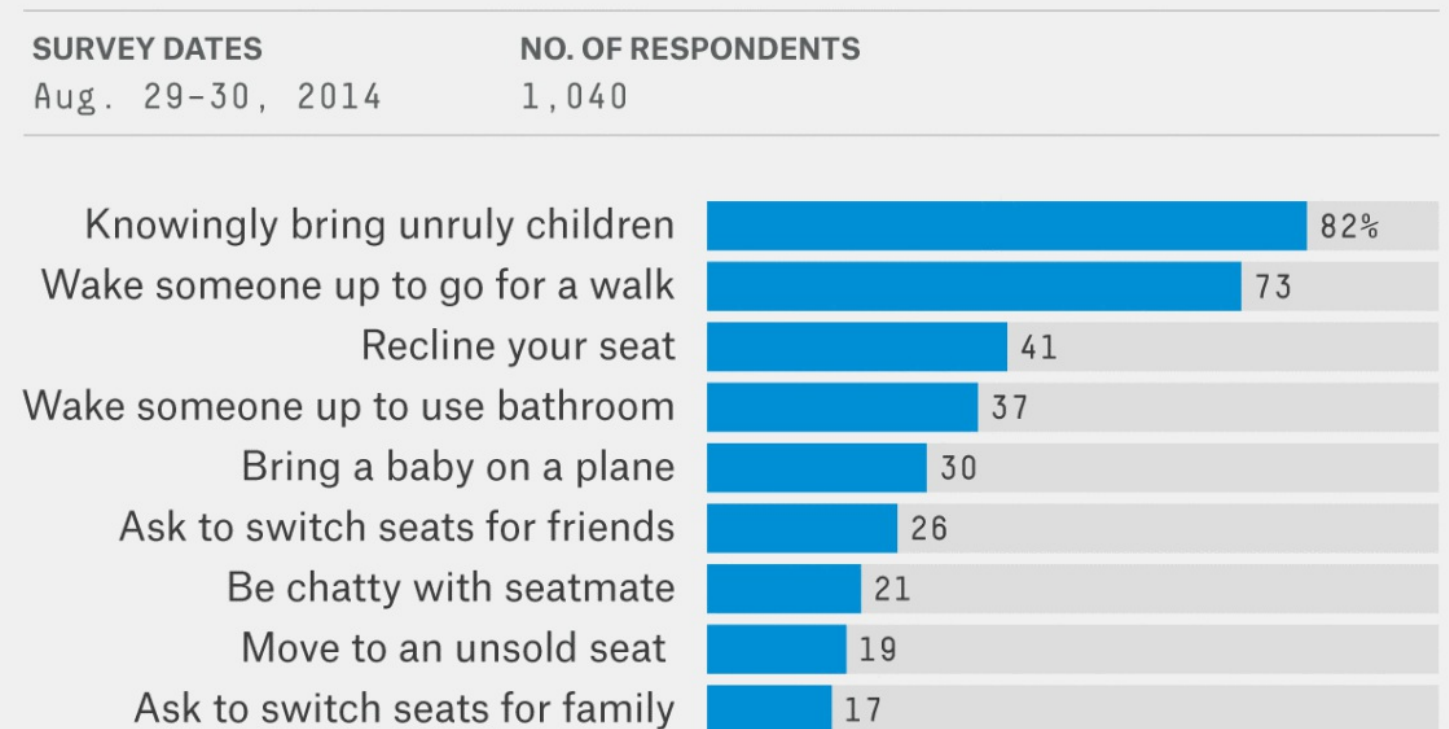 SURVEY DATES
NO. OF RESPONDENTS
Aug. 29–30, 2014
1,040
Knowingly bring unruly children 82%
Wake someone up to go for a walk 73
Recline your seat 41
Wake someone up to use bathroom 37
Bring a baby on a plane 30
Ask to switch seats for friends 26
Be chatty with seatmate 21
Move to an unsold seat 19
Ask to switch seats for family 17